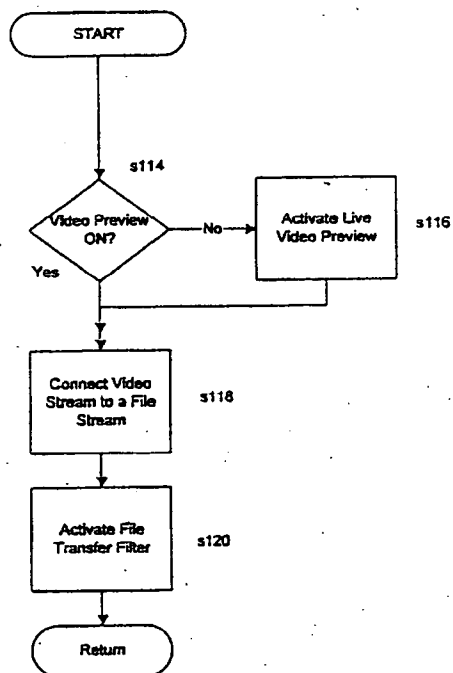 START
s114
Video Preview
ON?
No
Activate Live
Video Preview
s116
Yes
Connect Video
Stream to a File
Stream
s118
Activate File
Transfer Filter
s120
Return